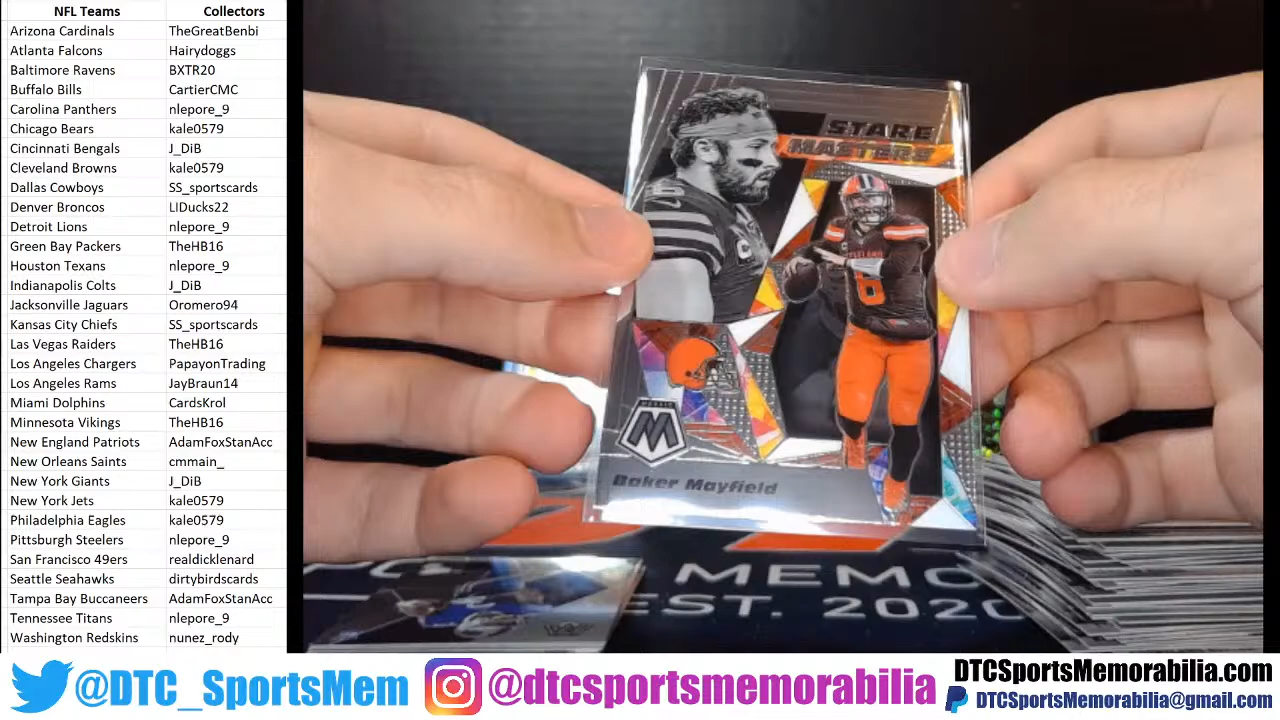 NFL Teams Collectors
Arizona Cardinals TheGreatBenbi
Atlanta Falcons Hairydoggs
Baltimore Ravens BXTR20
Buffalo Bills CartierCMC
Carolina Panthers nlepore_9
Chicago Bears kale0579
Cincinnati Bengals J_DiB
Cleveland Browns kale0579
Dallas Cowboys SS_sportscards
Denver Broncos LIDucks22
Detroit Lions nlepore_9
Green Bay Packers TheHB16
Houston Texans nlepore_9
Indianapolis Colts J_DiB
Jacksonville Jaguars Oromero94
Kansas City Chiefs SS_sportscards
Las Vegas Raiders TheHB16
Los Angeles Chargers PapayonTrading
Los Angeles Rams JayBraun14
Miami Dolphins CardsKrol
Minnesota Vikings TheHB16
New England Patriots AdamFoxStanAcc
New Orleans Saints cmmain_
New York Giants J_DiB
New York Jets kale0579
Philadelphia Eagles kale0579
Pittsburgh Steelers nlepore_9
San Francisco 49ers realdicklenard
Seattle Seahawks dirtybirdscards
Tampa Bay Buccaneers AdamFoxStanAcc
Tennessee Titans nlepore_9
Washington Redskins nunez_rody
STARE
MASTERS
CLEVELAND
6
MOSAIC
M
Baker Mayfield
MEMO
EST. 2020
@DTC_SportsMem
@dtcsportsmemorabilia
DTCSportsMemorabilia.com
DTCSportsMemorabilia@gmail.com